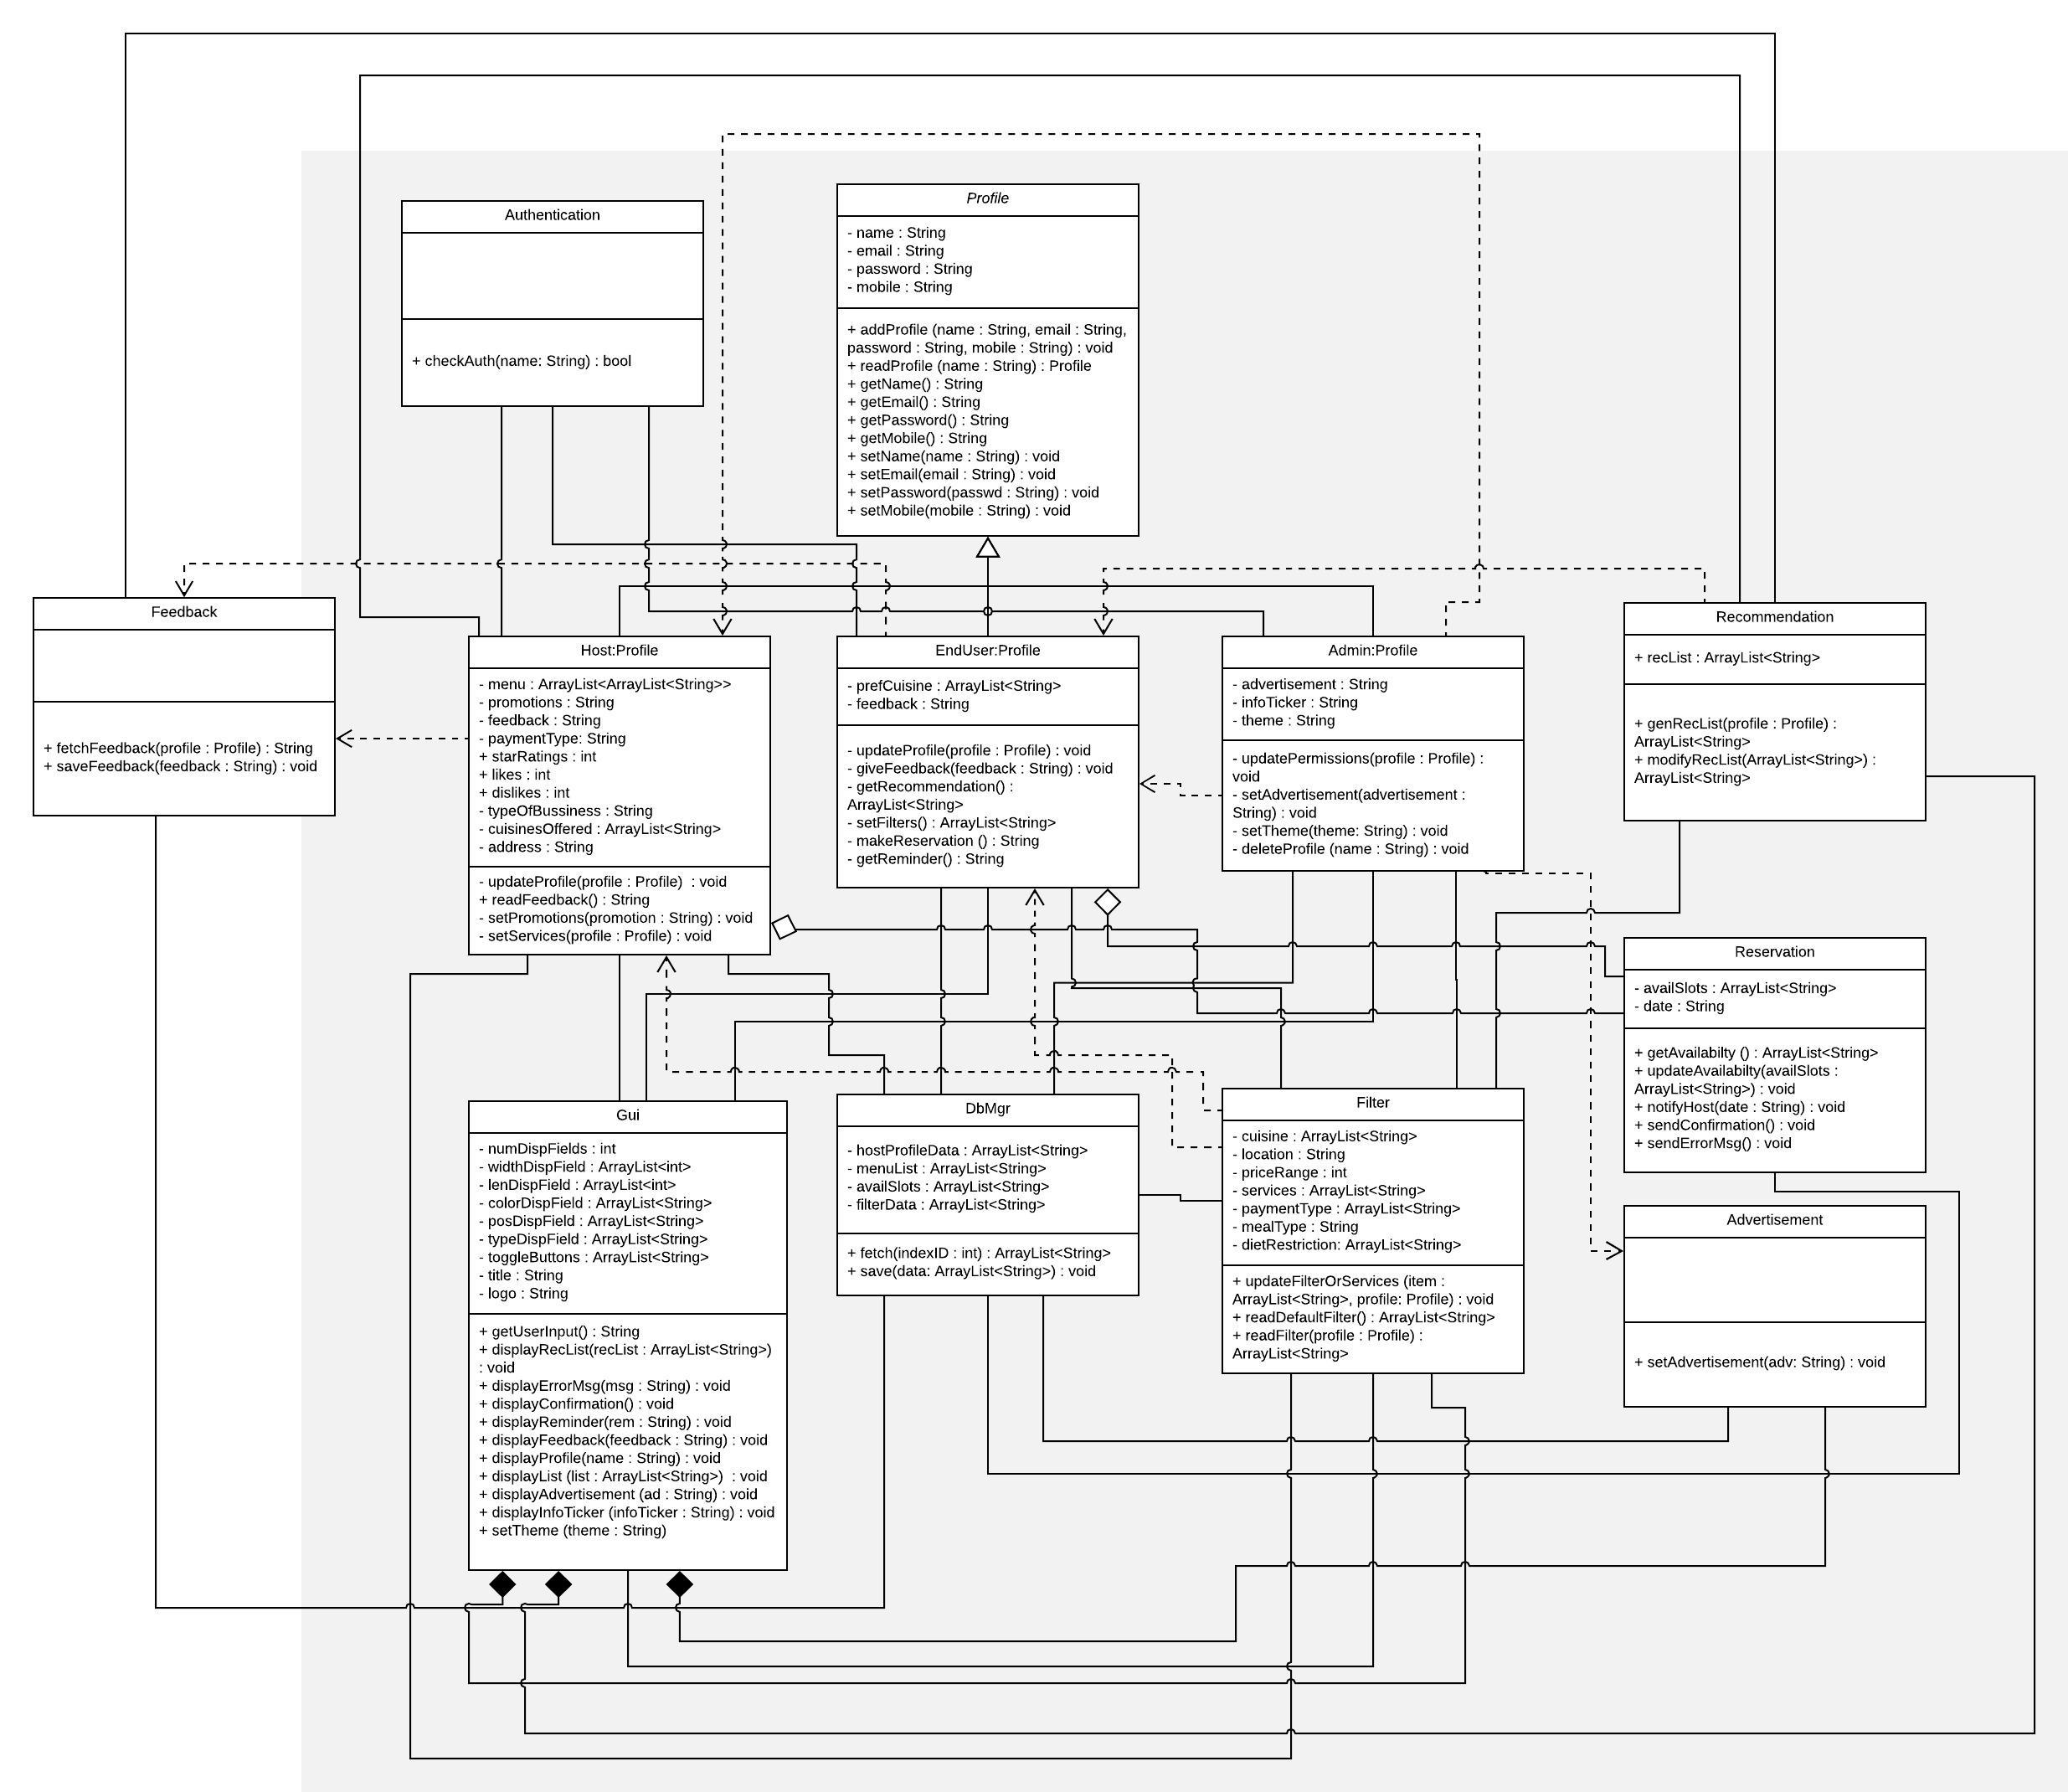 Authentication
+ checkAuth(name: String) : bool
Profile
- name : String
- email : String
- password : String
- mobile : String
+ addProfile (name : String, email : String,
password : String, mobile : String) : void
+ readProfile (name : String) : Profile
+ getName() : String
+ getEmail() : String
+ getPassword() : String
+ getMobile() : String
+ setName(name : String) : void
+ setEmail(email : String) : void
+ setPassword(passwd : String) : void
+ setMobile(mobile : String) : void
Feedback
+ fetchFeedback(profile : Profile) : String
+ saveFeedback(feedback : String) : void
Host:Profile
- menu : ArrayList<ArrayList<String>>
- promotions : String
- feedback : String
- paymentType: String
+ starRatings : int
+ likes : int
+ dislikes : int
- typeOfBussiness : String
- cuisinesOffered : ArrayList<String>
- address : String
- updateProfile(profile : Profile)  : void
+ readFeedback() : String
- setPromotions(promotion : String) : void
- setServices(profile : Profile) : void
EndUser:Profile
- prefCuisine : ArrayList<String>
- feedback : String
- updateProfile(profile : Profile) : void
- giveFeedback(feedback : String) : void
- getRecommendation() :
ArrayList<String>
- setFilters() : ArrayList<String>
- makeReservation () : String
- getReminder() : String
Admin:Profile
- advertisement : String
- infoTicker : String
- theme : String
- updatePermissions(profile : Profile) :
void
- setAdvertisement(advertisement :
String) : void
- setTheme(theme: String) : void
- deleteProfile (name : String) : void
Recommendation
+ recList : ArrayList<String>
+ genRecList(profile : Profile) :
ArrayList<String>
+ modifyRecList(ArrayList<String>) :
ArrayList<String>
Reservation
- availSlots : ArrayList<String>
- date : String
+ getAvailabilty () : ArrayList<String>
+ updateAvailabilty(availSlots :
ArrayList<String>) : void
+ notifyHost(date : String) : void
+ sendConfirmation() : void
+ sendErrorMsg() : void
Gui
- numDispFields : int
- widthDispField : ArrayList<int>
- lenDispField : ArrayList<int>
- colorDispField : ArrayList<String>
- posDispField : ArrayList<String>
- typeDispField : ArrayList<String>
- toggleButtons : ArrayList<String>
- title : String
- logo : String
+ getUserInput() : String
+ displayRecList(recList : ArrayList<String>)
: void
+ displayErrorMsg(msg : String) : void
+ displayConfirmation() : void
+ displayReminder(rem : String) : void
+ displayFeedback(feedback : String) : void
+ displayProfile(name : String) : void
+ displayList (list : ArrayList<String>)  : void
+ displayAdvertisement (ad : String) : void
+ displayInfoTicker (infoTicker : String) : void
+ setTheme (theme : String)
DbMgr
- hostProfileData : ArrayList<String>
- menuList : ArrayList<String>
- availSlots : ArrayList<String>
- filterData : ArrayList<String>
+ fetch(indexID : int) : ArrayList<String>
+ save(data: ArrayList<String>) : void
Filter
- cuisine : ArrayList<String>
- location : String
- priceRange : int
- services : ArrayList<String>
- paymentType : ArrayList<String>
- mealType : String
- dietRestriction: ArrayList<String>
+ updateFilterOrServices (item :
ArrayList<String>, profile: Profile) : void
+ readDefaultFilter() : ArrayList<String>
+ readFilter(profile : Profile) :
ArrayList<String>
Advertisement
+ setAdvertisement(adv: String) : void